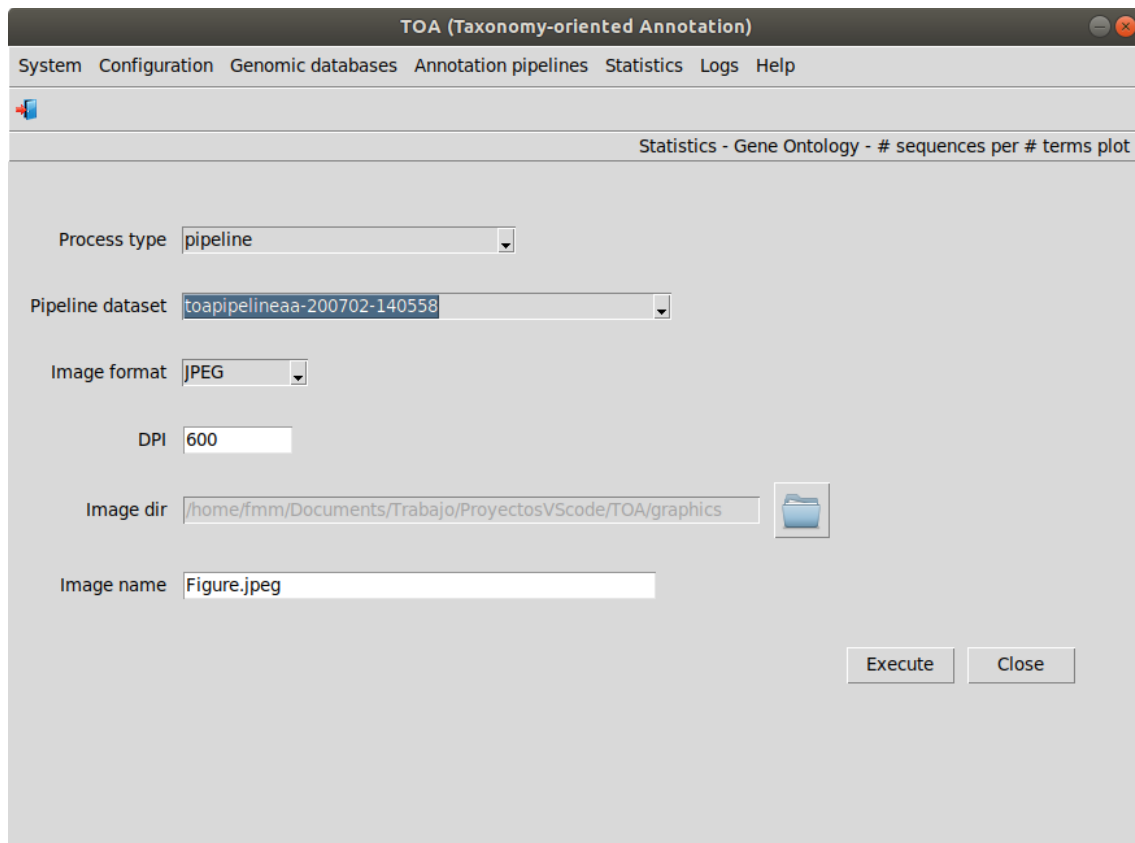 TOA (Taxonomy-oriented Annotation)
System Configuration Genomic databases Annotation pipelines Statistics Logs Help
Statistics - Gene Ontology - # sequences per # terms plot
Process type pipeline
Pipeline dataset toapipelineaa-200702-140558
Image format JPEG
DPI 600
Image dir /home/fmm/Documents/Trabajo/ProyectosVScode/TOA/graphics
Image name Figure.jpeg
Execute Close